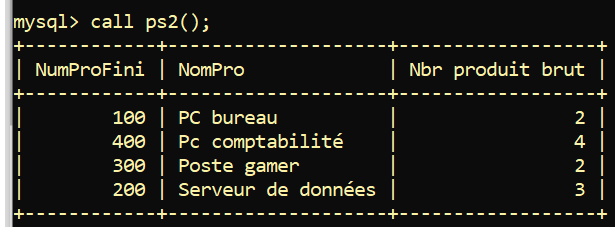 mysql> call ps2();
+------------+--------------------+------------------+
| NumProFini | NomPro             | Nbr produit brut |
+------------+--------------------+------------------+
|        100 | PC bureau          |                2 |
|        400 | Pc comptabilité    |                4 |
|        300 | Poste gamer        |                2 |
|        200 | Serveur de données |                3 |
+------------+--------------------+------------------+